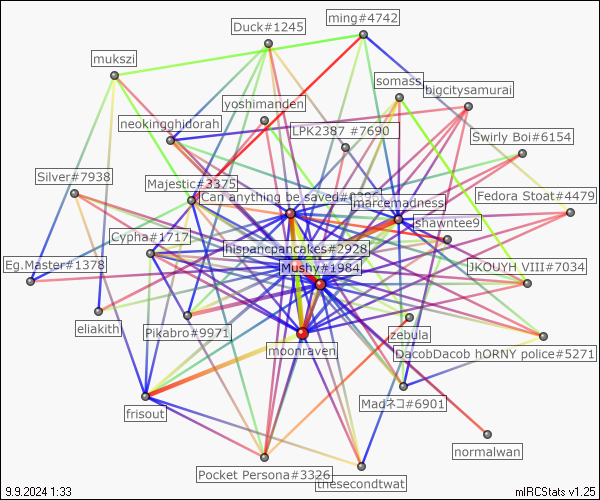 ming#4742
Duck#1245
mukszi
somass
bigcitysamurai
yoshimanden
neokingghidorah
LPK2387 #7690
Swirly Boi#6154
Silver#7938
Majestic#3375
Can anything be saved#0396
marcemadness
Fedora Stoat#4479
shawntee9
Cypha#1717
hispancpancakes#2928
Eg.Master#1378
Mushy#1984
JKOUYH VIII#7034
eliakith
Pikabro#9971
zebula
moonraven
DacobDacob hORNY police#5271
Madネコ#6901
frisout
normalwan
Pocket Persona#3326
thesecondtwat
9.9.2024 1:33
mIRCStats v1.25